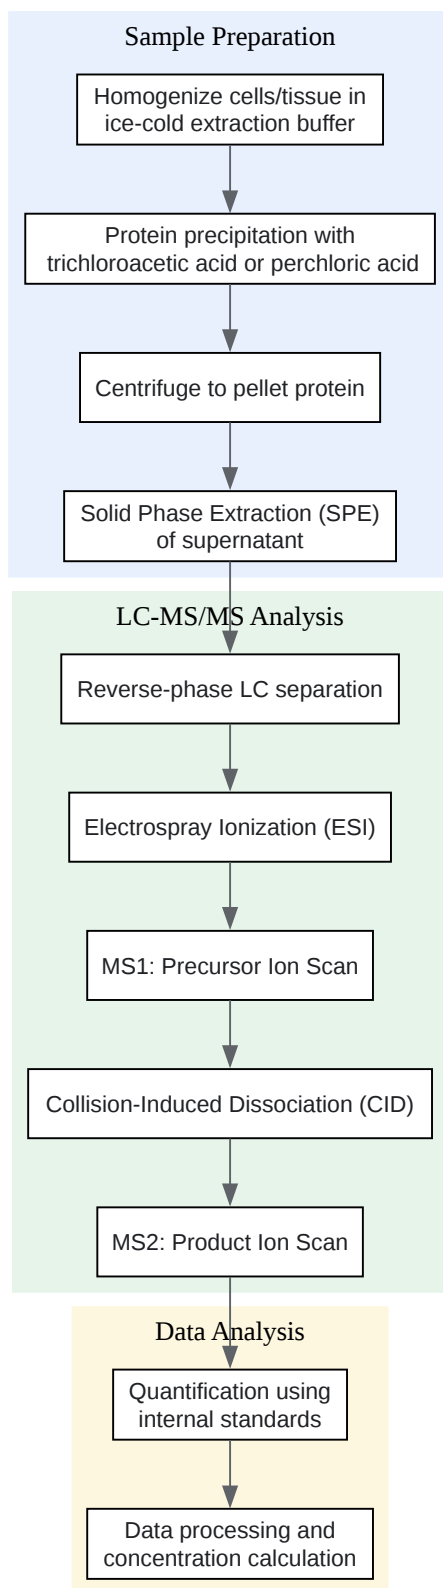 Sample Preparation
Homogenize cells/tissue in
ice-cold extraction buffer
Protein precipitation with
trichloroacetic acid or perchloric acid
Centrifuge to pellet protein
Solid Phase Extraction (SPE)
of supernatant
LC-MS/MS Analysis
Reverse-phase LC separation
Electrospray Ionization (ESI)
MS1: Precursor Ion Scan
Collision-Induced Dissociation (CID)
MS2: Product Ion Scan
Data Analysis
Quantification using
internal standards
Data processing and
concentration calculation